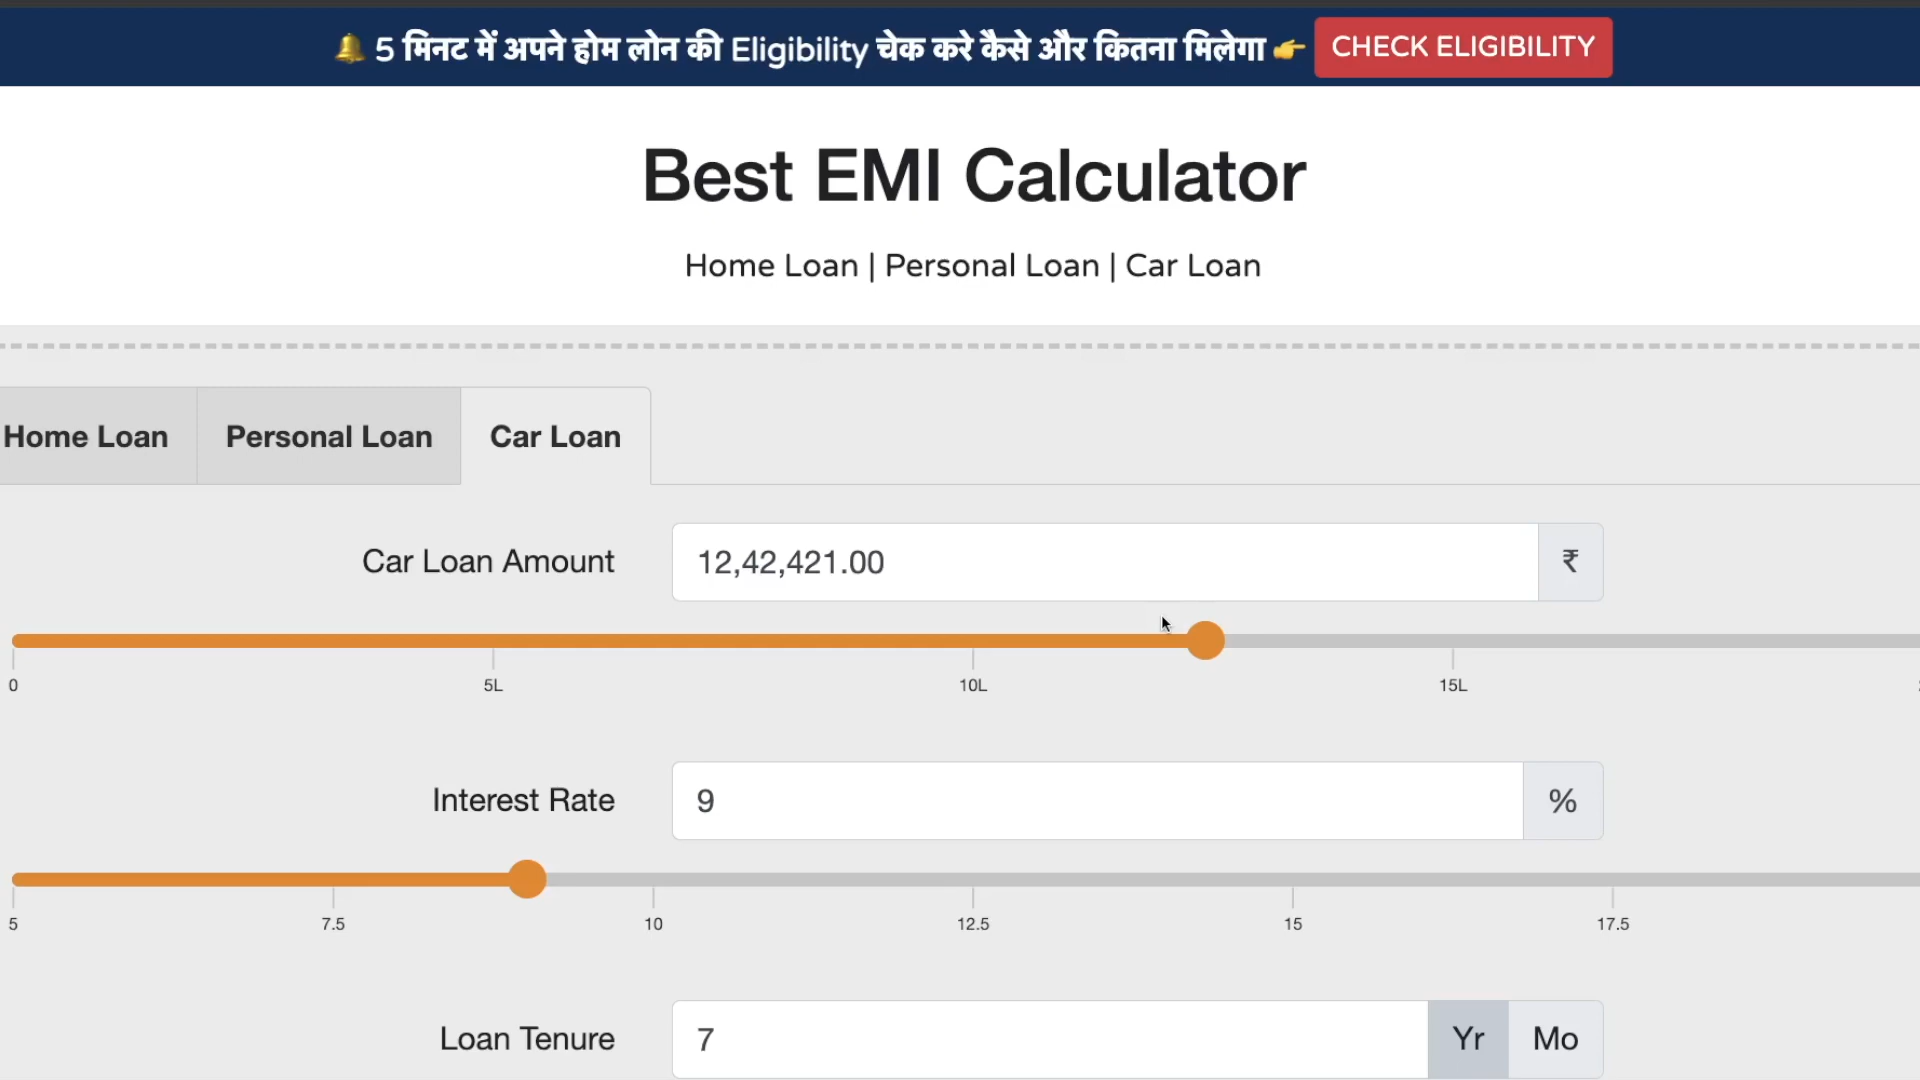 🔔 5 मिनट में अपने होम लोन की Eligibility चेक करे कैसे और कितना मिलेगा 👉 CHECK ELIGIBILITY
Best EMI Calculator
Home Loan | Personal Loan | Car Loan
Home Loan Personal Loan Car Loan
Car Loan Amount 12,42,421.00 ₹
0 5L 10L 15L
Interest Rate 9 %
5 7.5 10 12.5 15 17.5
Loan Tenure 7 Yr Mo